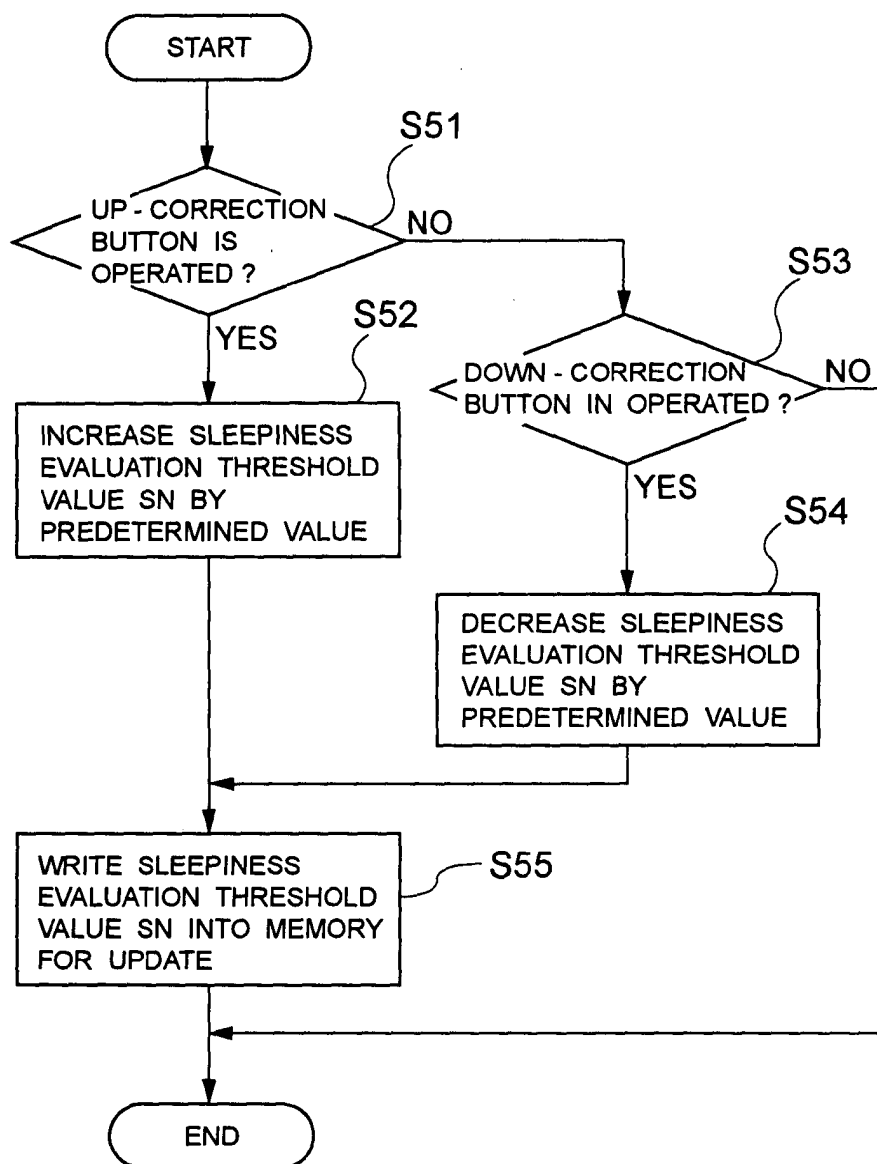 START
S51
UP - CORRECTION
BUTTON IS
OPERATED ?
NO
YES
S53
DOWN - CORRECTION
BUTTON IN OPERATED ?
NO
YES
S52
INCREASE SLEEPINESS
EVALUATION THRESHOLD
VALUE SN BY
PREDETERMINED VALUE
S54
DECREASE SLEEPINESS
EVALUATION THRESHOLD
VALUE SN BY
PREDETERMINED VALUE
S55
WRITE SLEEPINESS
EVALUATION THRESHOLD
VALUE SN INTO MEMORY
FOR UPDATE
END